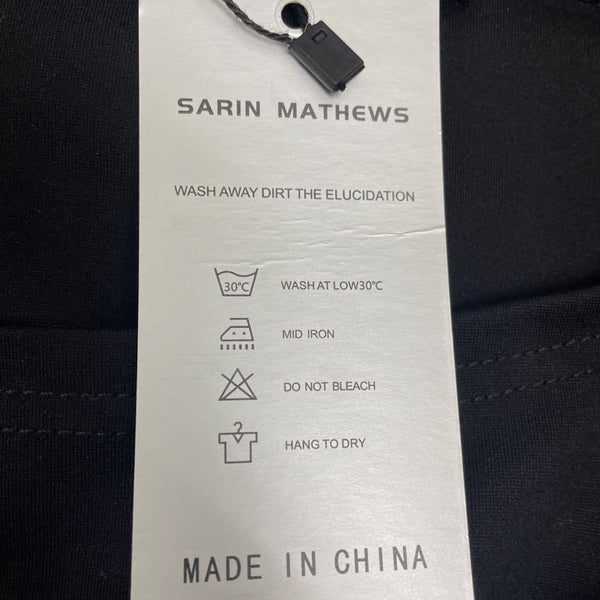 SARIN MATHEWS
WASH AWAY DIRT THE ELUCIDATION
30℃ WASH AT LOW30℃
MID IRON
DO NOT BLEACH
HANG TO DRY
MADE IN CHINA